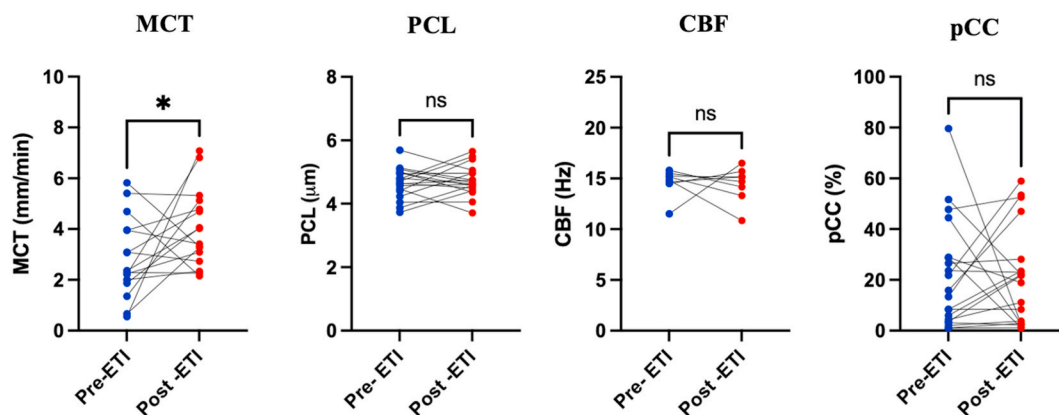 MCT
PCL
CBF
pCC
MCT (mm/min)
10
8
6
4
2
0
*
Pre-ETI
Post -ETI
PCL (μm)
8
6
4
2
0
ns
Pre- ETI
Post -ETI
CBF (Hz)
25
20
15
10
5
0
ns
Pre- ETI
Post -ETI
pCC (%)
100
80
60
40
20
0
ns
Pre-ETI
Post -ETI